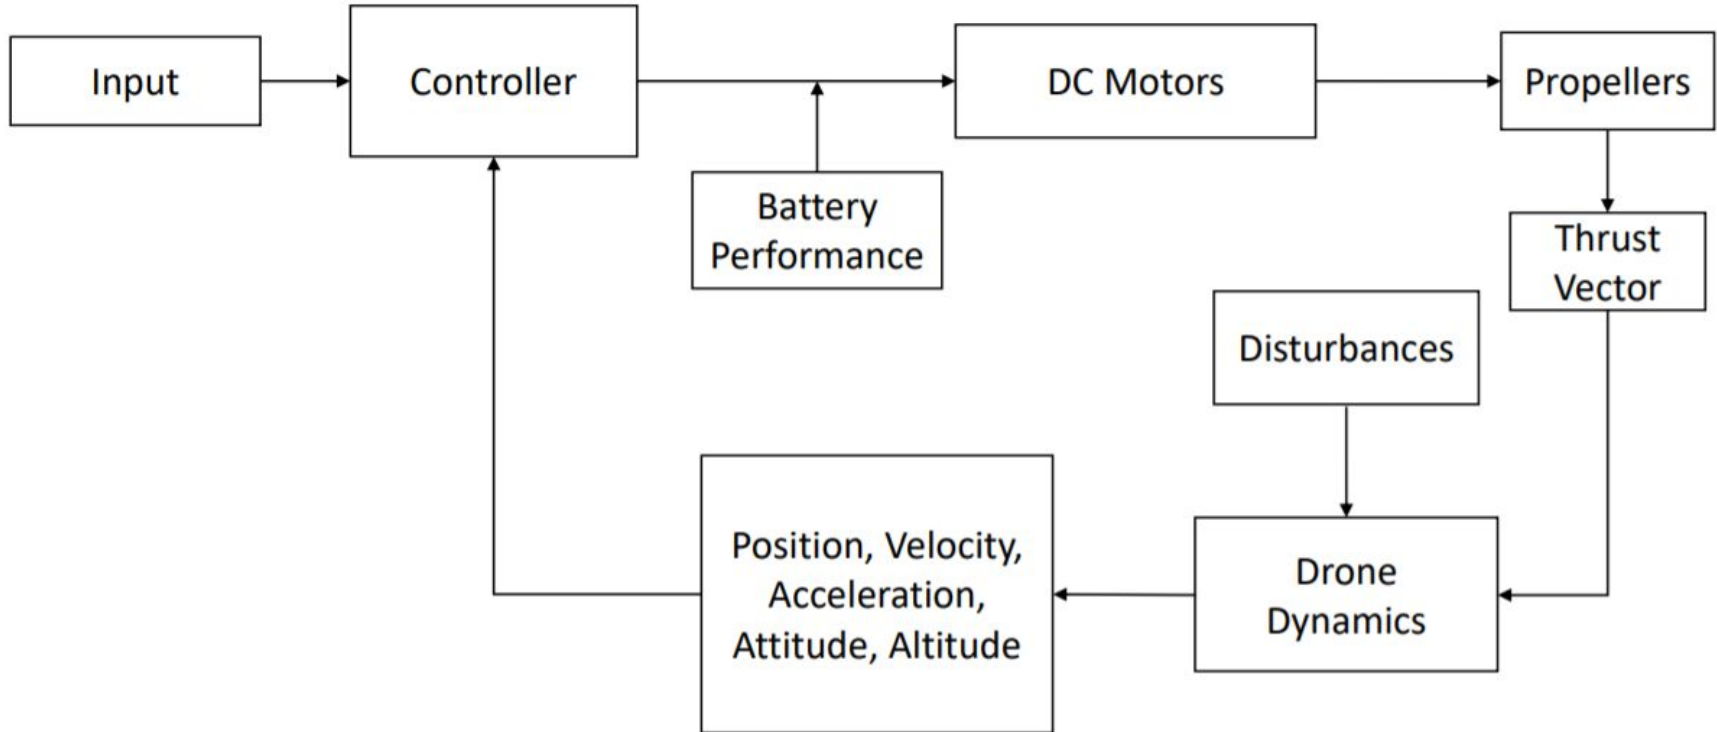 Input
Controller
DC Motors
Propellers
Battery
Performance
Thrust
Vector
Disturbances
Position, Velocity,
Acceleration,
Attitude, Altitude
Drone
Dynamics